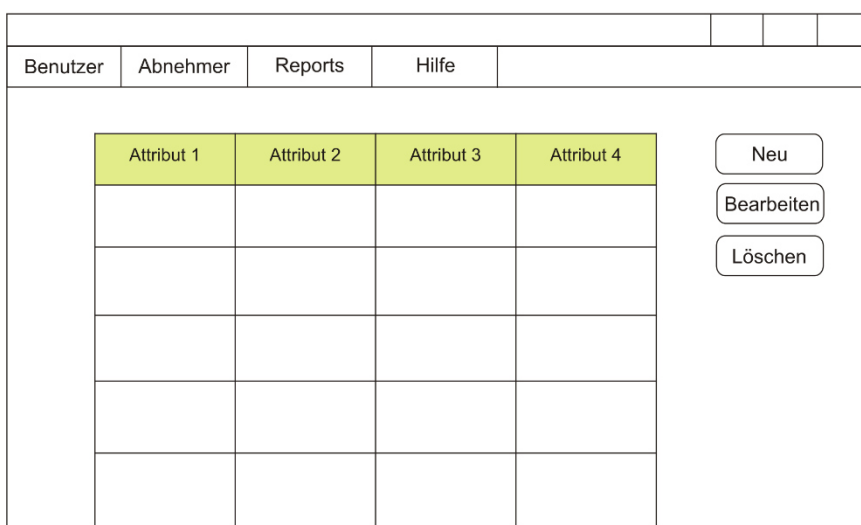 Benutzer Abnehmer Reports Hilfe
Attribut 1 Attribut 2 Attribut 3 Attribut 4
Neu
Bearbeiten
Löschen